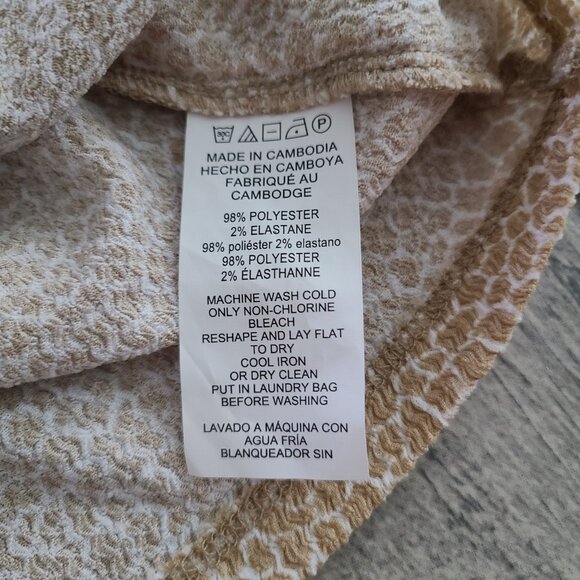 30C
P
MADE IN CAMBODIA
HECHO EN CAMBOYA
FABRIQUÉ AU
CAMBODGE
98% POLYESTER
2% ELASTANE
98% poliéster 2% elastano
98% POLYESTER
2% ÉLASTHANNE
MACHINE WASH COLD
ONLY NON-CHLORINE
BLEACH
RESHAPE AND LAY FLAT
TO DRY
COOL IRON
OR DRY CLEAN
PUT IN LAUNDRY BAG
BEFORE WASHING
LAVADO A MÁQUINA CON
AGUA FRÍA
BLANQUEADOR SIN